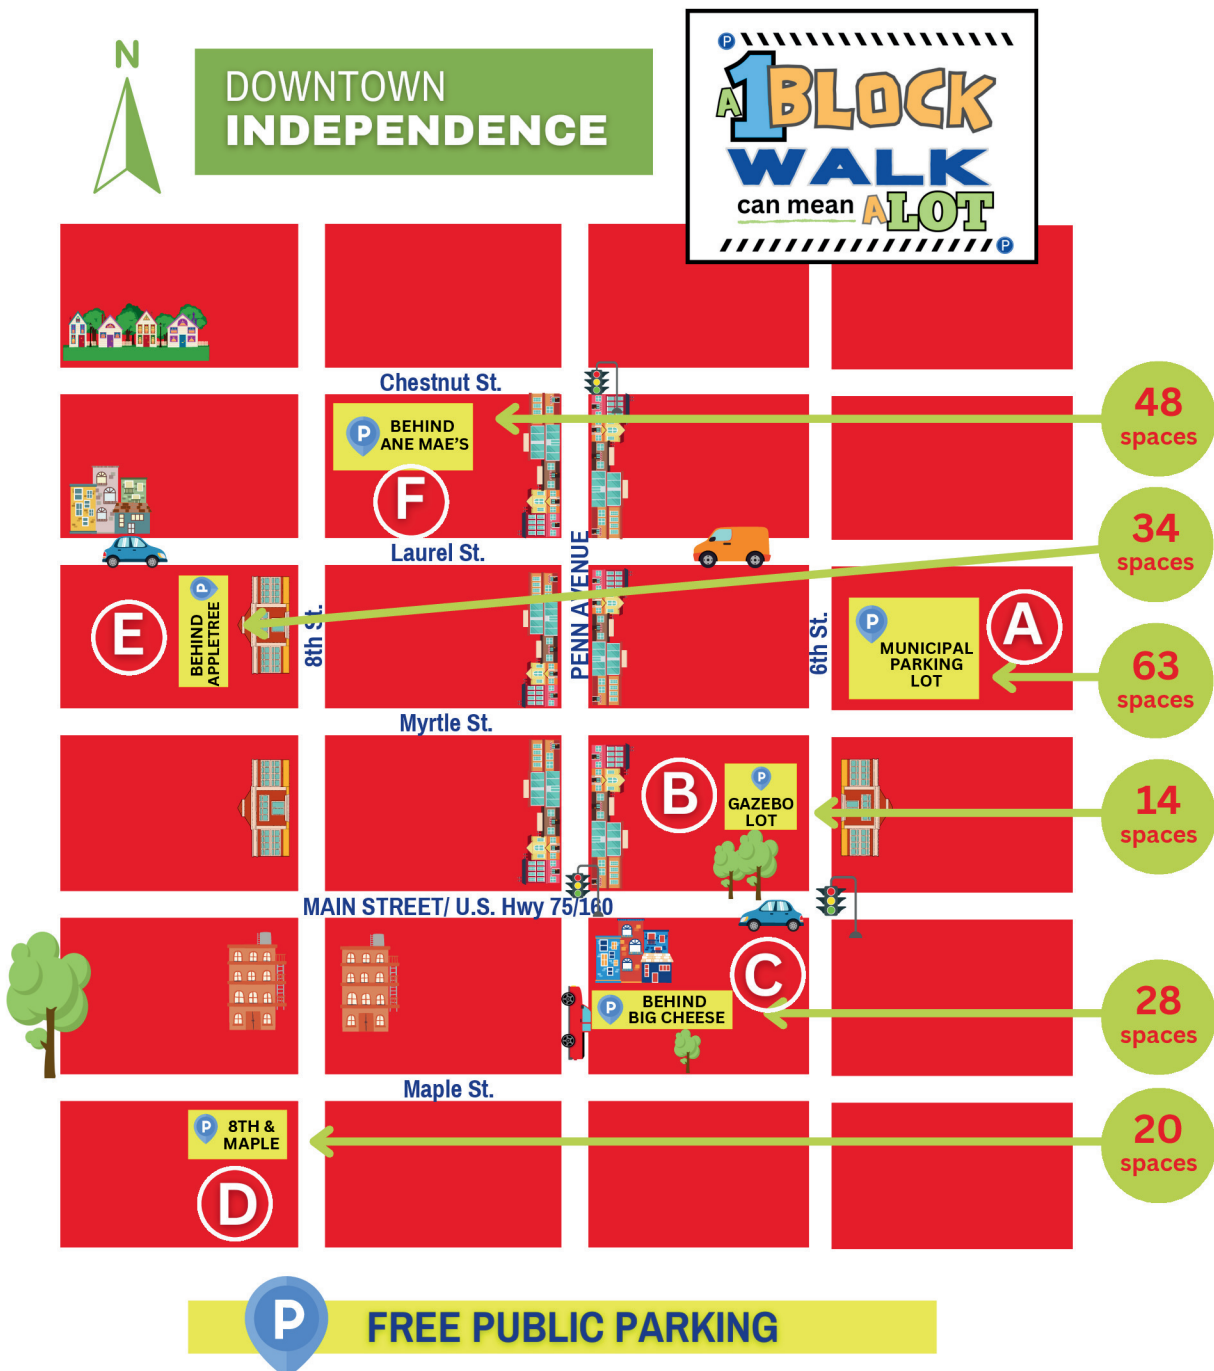 N
DOWNTOWN
INDEPENDENCE
P
A 1 BLOCK
WALK
can mean A LOT
P
Chestnut St.
P
BEHIND
ANE MAE'S
F
48
spaces
Laurel St.
34
spaces
E
P
BEHIND
APPLETREE
8th St.
PENN AVENUE
6th St.
P
MUNICIPAL
PARKING
LOT
A
63
spaces
Myrtle St.
B
P
GAZEBO
LOT
14
spaces
MAIN STREET/ U.S. Hwy 75/160
C
P
BEHIND
BIG CHEESE
28
spaces
Maple St.
P
8TH &
MAPLE
D
20
spaces
P
FREE PUBLIC PARKING